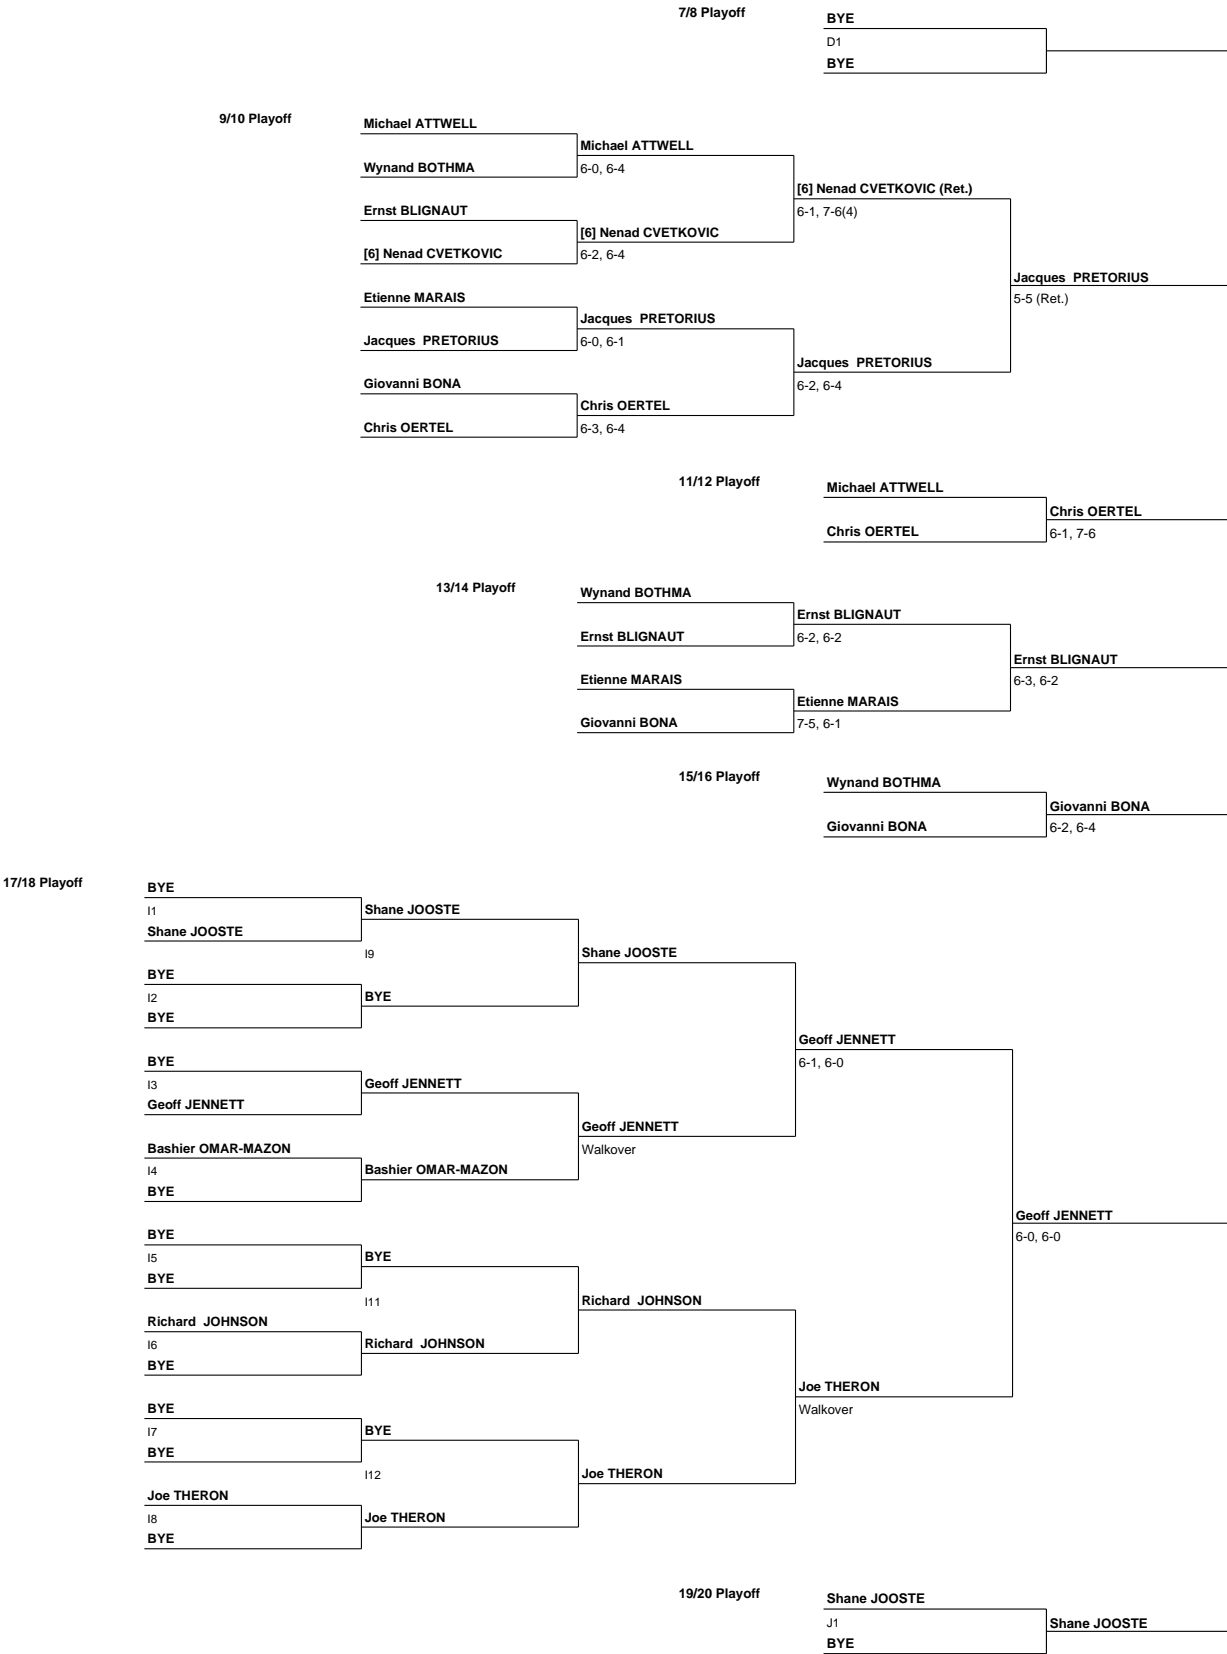 7/8 Playoff
BYE
D1
BYE
9/10 Playoff
Michael ATTWELL
Michael ATTWELL
Wynand BOTHMA
6-0, 6-4
[6] Nenad CVETKOVIC (Ret.)
Ernst BLIGNAUT
6-1, 7-6(4)
[6] Nenad CVETKOVIC
[6] Nenad CVETKOVIC
6-2, 6-4
Jacques  PRETORIUS
Etienne MARAIS
5-5 (Ret.)
Jacques  PRETORIUS
Jacques  PRETORIUS
6-0, 6-1
Jacques  PRETORIUS
Giovanni BONA
6-2, 6-4
Chris OERTEL
Chris OERTEL
6-3, 6-4
11/12 Playoff
Michael ATTWELL
Chris OERTEL
Chris OERTEL
6-1, 7-6
13/14 Playoff
Wynand BOTHMA
Ernst BLIGNAUT
Ernst BLIGNAUT
6-2, 6-2
Ernst BLIGNAUT
Etienne MARAIS
6-3, 6-2
Etienne MARAIS
Giovanni BONA
7-5, 6-1
15/16 Playoff
Wynand BOTHMA
Giovanni BONA
Giovanni BONA
6-2, 6-4
17/18 Playoff
BYE
I1
Shane JOOSTE
Shane JOOSTE
I9
Shane JOOSTE
BYE
I2
BYE
BYE
Geoff JENNETT
BYE
6-1, 6-0
I3
Geoff JENNETT
Geoff JENNETT
Geoff JENNETT
Bashier OMAR-MAZON
Walkover
I4
Bashier OMAR-MAZON
BYE
Geoff JENNETT
BYE
6-0, 6-0
I5
BYE
BYE
I11
Richard  JOHNSON
Richard  JOHNSON
I6
Richard  JOHNSON
BYE
Joe THERON
BYE
Walkover
I7
BYE
BYE
I12
Joe THERON
Joe THERON
I8
Joe THERON
BYE
19/20 Playoff
Shane JOOSTE
J1
Shane JOOSTE
BYE